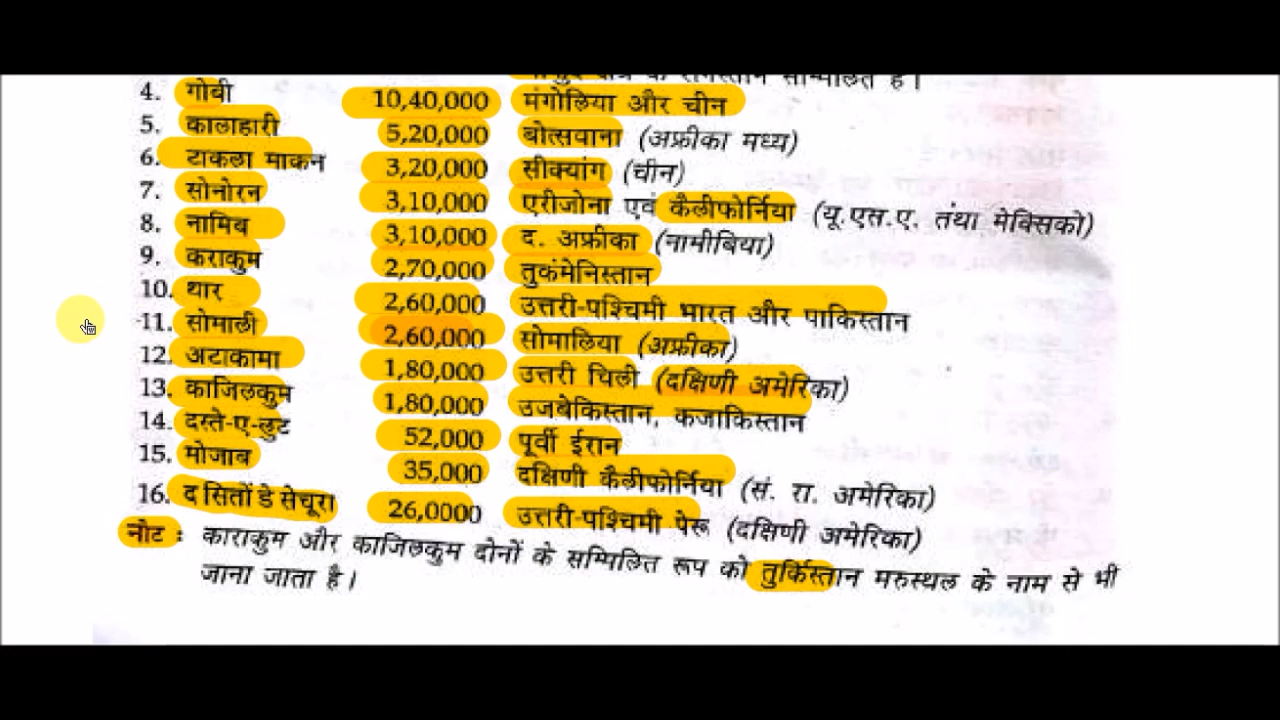 के रेगिस्तान सम्मिलित है।
4. गोबी 10,40,000 मंगोलिया और चीन
5. कालाहारी 5,20,000 बोत्सवाना (अफ्रीका मध्य)
6. टाकला माकन 3,20,000 सीक्यांग (चीन)
7. सोनोरन 3,10,000 एरीजोना एवं कैलीफोर्निया (यू.एस.ए. तंथा मेक्सिको)
8. नामिब 3,10,000 द. अफ्रीका (नामीबिया)
9. कराकुम 2,70,000 तुर्कमेनिस्तान
10. थार 2,60,000 उत्तरी-पश्चिमी भारत और पाकिस्तान
11. सोमाली 2,60,000 सोमालिया (अफ्रीका)
12. अटाकामा 1,80,000 उत्तरी चिली (दक्षिणी अमेरिका)
13. काजिलकुम 1,80,000 उजबेकिस्तान, कजाकिस्तान
14. दस्ते-ए-लुट 52,000 पूर्वी ईरान
15. मोजाब 35,000 दक्षिणी कैलीफोर्निया (सं. रा. अमेरिका)
16. द सितों डे सेचूरा 26,0000 उत्तरी-पश्चिमी पेरू (दक्षिणी अमेरिका)
नोट : काराकुम और काजिलकुम दोनों के सम्मिलित रूप को तुर्किस्तान मरुस्थल के नाम से भी
जाना जाता है।